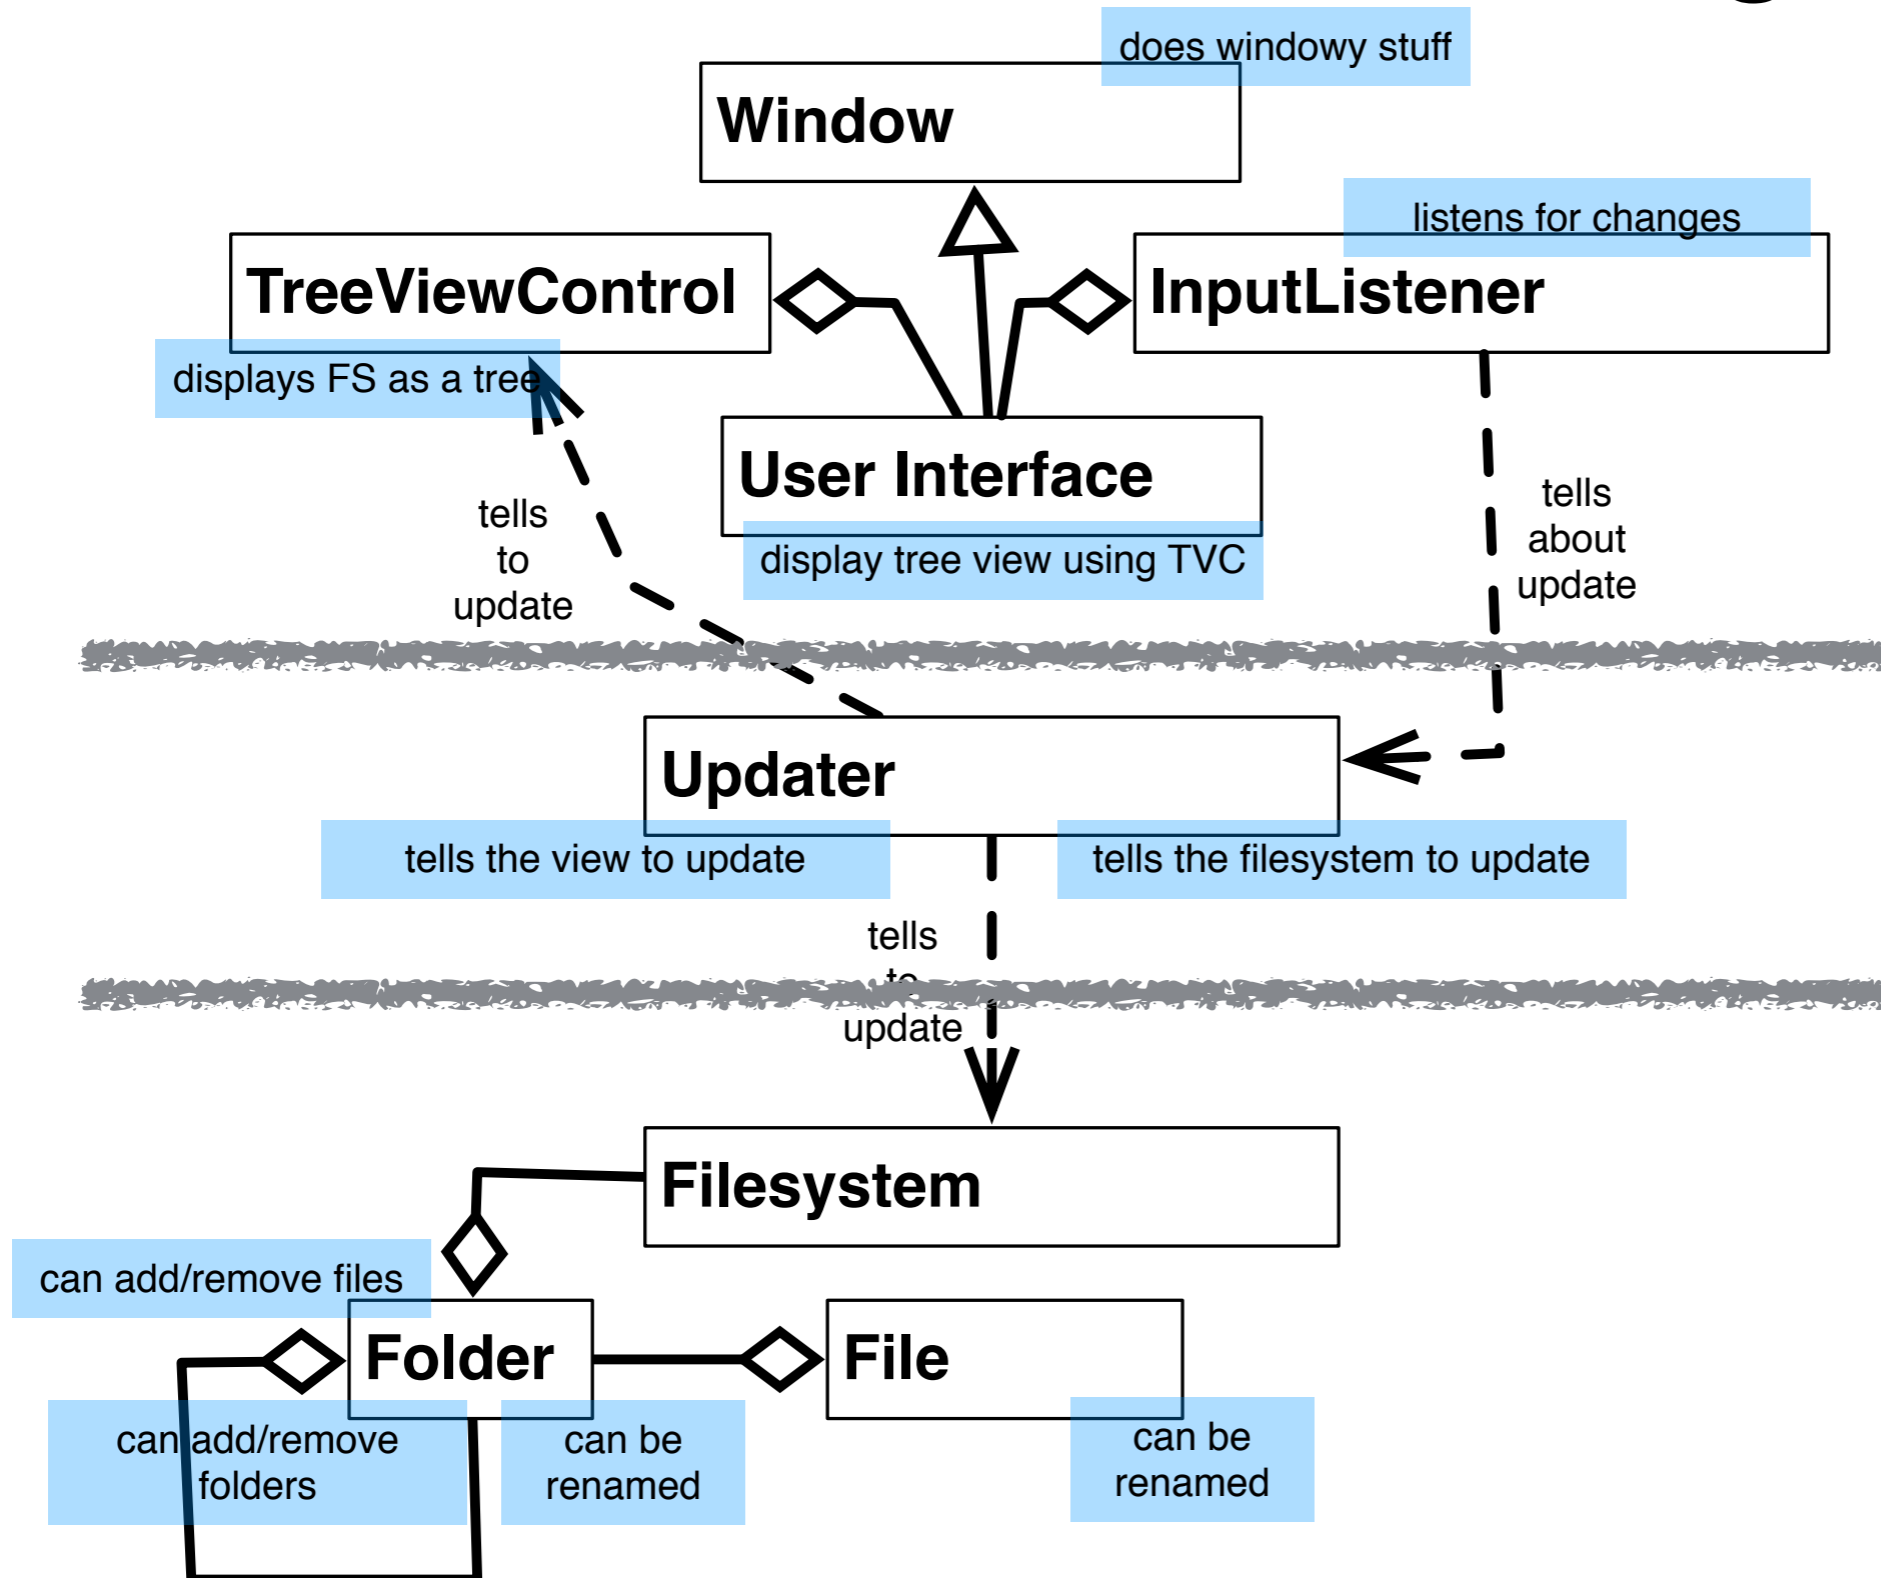 does windowy stuff
Window
listens for changes
TreeViewControl
InputListener
displays FS as a tree
User Interface
display tree view using TVC
tells
to
update
tells
about
update
Updater
tells the view to update
tells the filesystem to update
tells
to
update
Filesystem
can add/remove files
Folder
File
can add/remove
folders
can be
renamed
can be
renamed